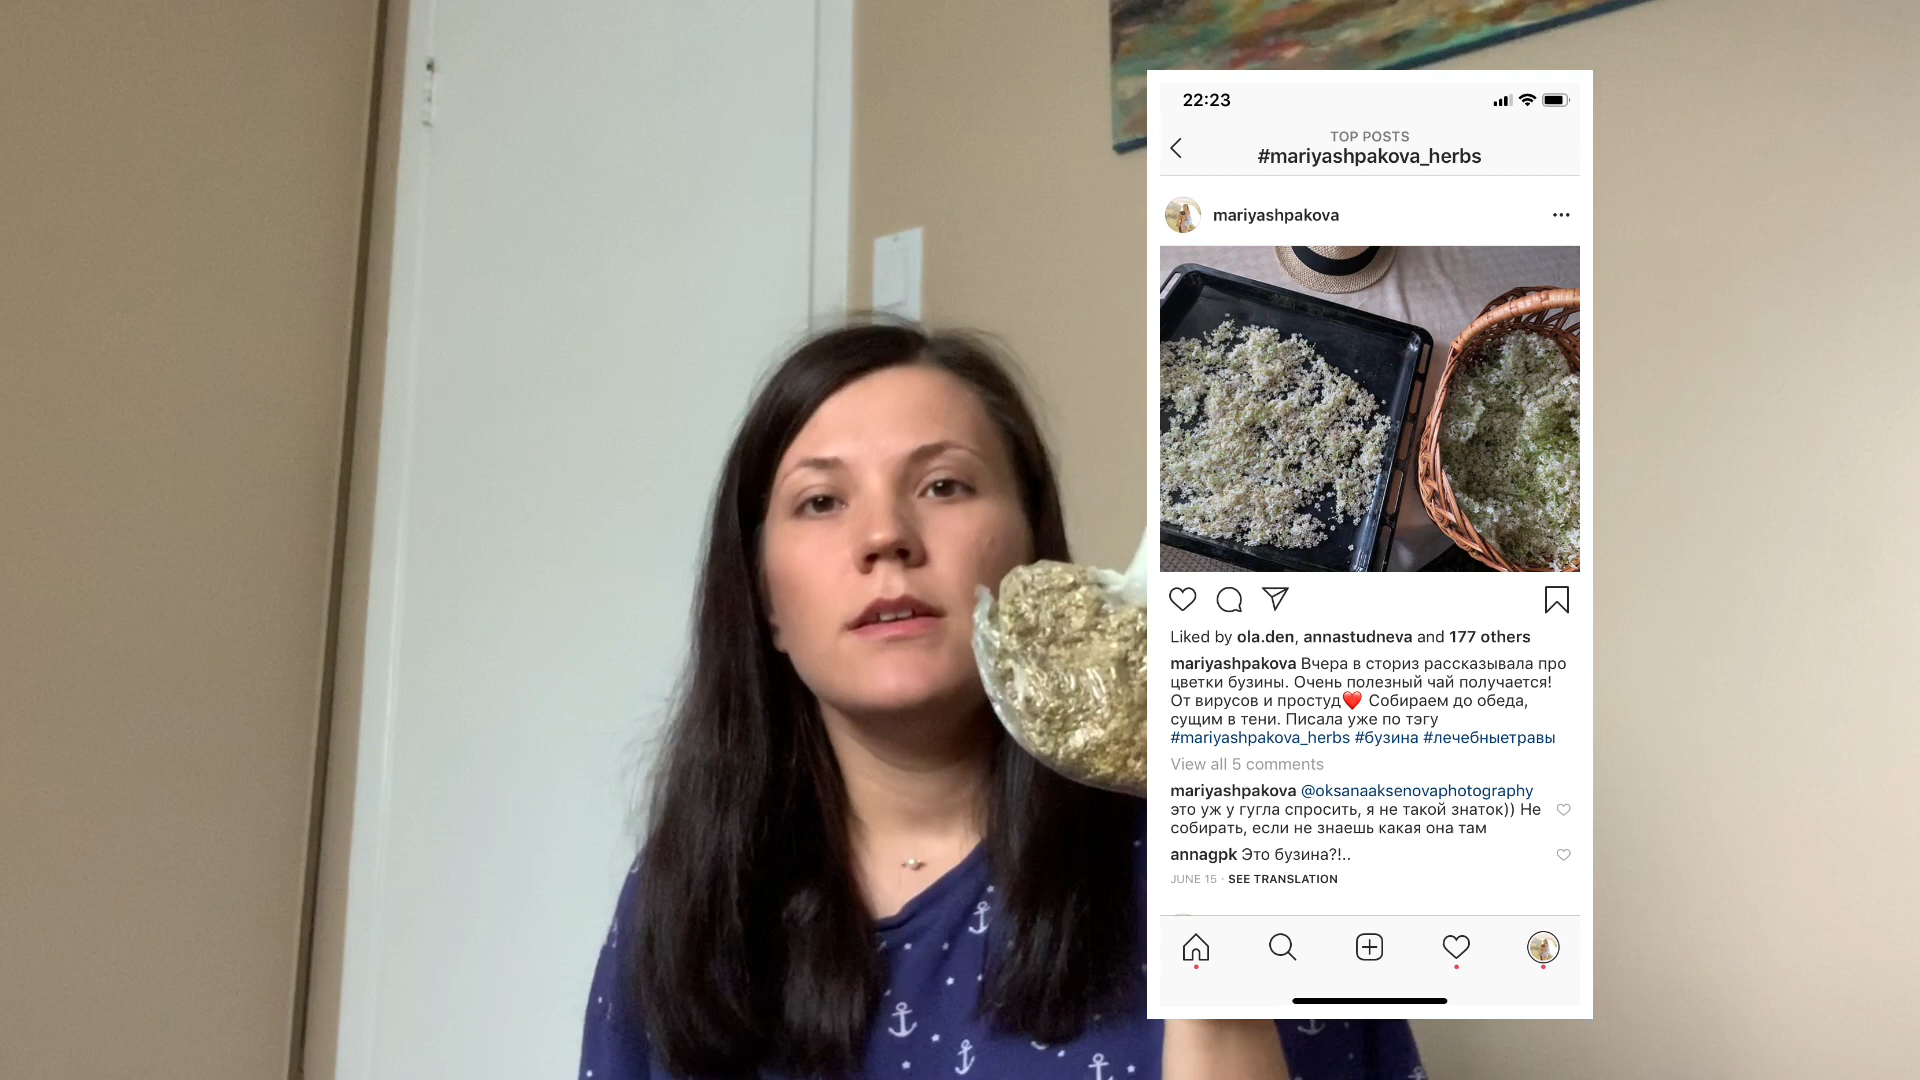 22:23
TOP POSTS
#mariyashpakova_herbs
mariyashpakova
Liked by ola.den, annastudneva and 177 others
mariyashpakova Вчера в сториз рассказывала про
цветки бузины. Очень полезный чай получается!
От вирусов и простуд❤️ Собираем до обеда,
сущим в тени. Писала уже по тэгу
#mariyashpakova_herbs #бузина #лечебныетравы
View all 5 comments
mariyashpakova @oksanaaksenovaphotography
это уж у гугла спросить, я не такой знаток)) Не
собирать, если не знаешь какая она там
annagpk Это бузина?!..
JUNE 15 · SEE TRANSLATION